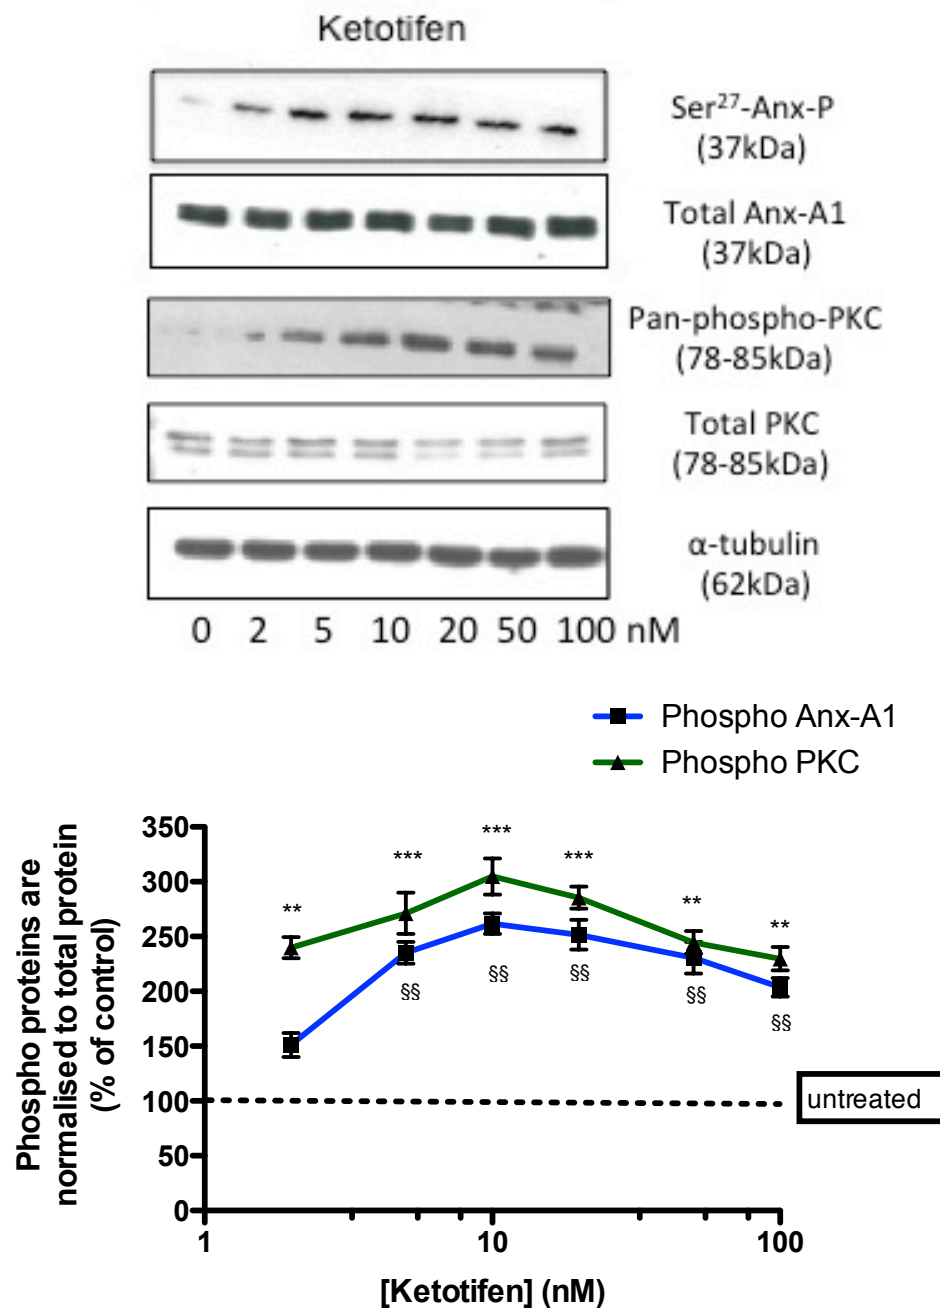 Ketotifen
Ser²⁷-Anx-P
(37kDa)
Total Anx-A1
(37kDa)
Pan-phospho-PKC
(78-85kDa)
Total PKC
(78-85kDa)
α-tubulin
(62kDa)
0 2 5 10 20 50 100 nM
Phospho Anx-A1
Phospho PKC
Phospho proteins are
normalised to total protein
(% of control)
350
300
250
200
150
100
50
0
** *** *** *** ** **
§§ §§ §§ §§ §§
untreated
1 10 100
[Ketotifen] (nM)